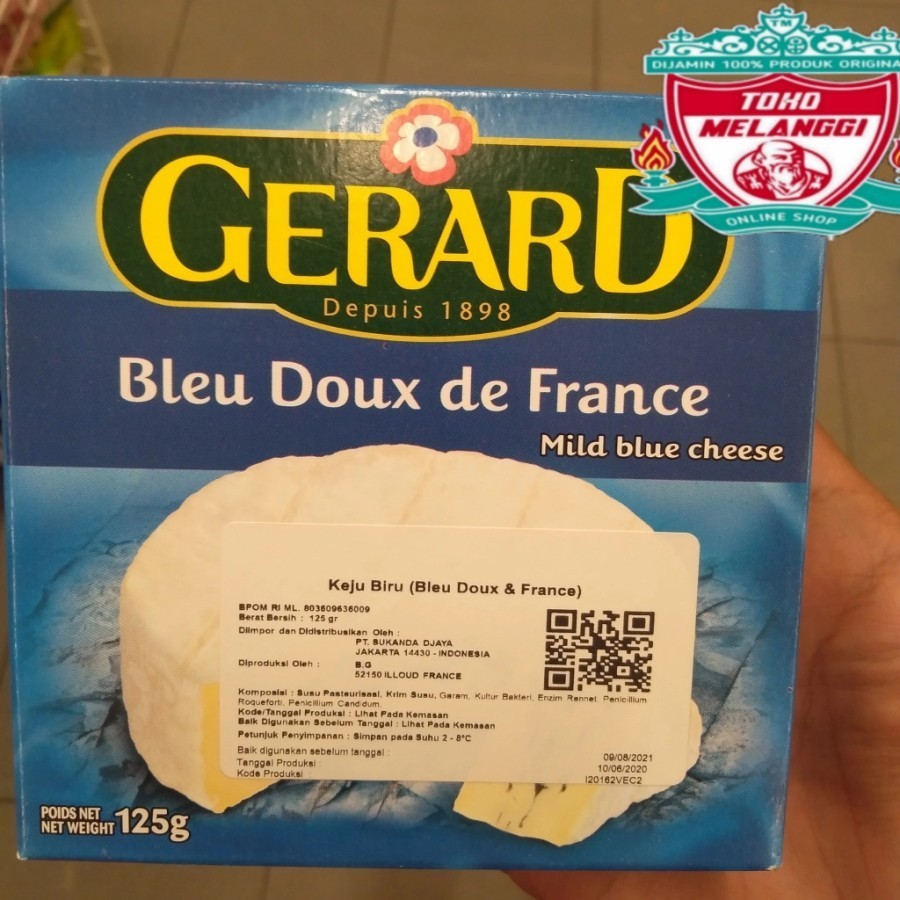 DIJAMIN 100% PRODUK ORIGINA
TM
TOHO
MELANGGI
ONLINE SHOP
GERARD
Depuis 1898
Bleu Doux de France
Mild blue cheese
Keju Biru (Bleu Doux & France)
BPOM RI ML. 803609636009
Berat Bersih : 125 gr
Diimpor dan Didistribusikan Oleh :
PT. SUKANDA DJAYA
JAKARTA 14430 - INDONESIA
Diproduksi Oleh : B.G
52150 ILLOUD FRANCE
Komposisi : Susu Pasteurisasi, Krim Susu, Garam, Kultur Bakteri, Enzim Rennet, Penicillium
Roqueforti, Penicillium Candidum,
Kode/Tanggal Produksi : Lihat Pada Kemasan
Baik Digunakan Sebelum Tanggal : Lihat Pada Kemasan
Petunjuk Penyimpanan : Simpan pada Suhu 2 - 8°C
Baik digunakan sebelum tanggal : 09/08/2021
Tanggal Produksi : 10/06/2020
Kode Produksi : I20162VEC2
POIDS NET
NET WEIGHT 125g